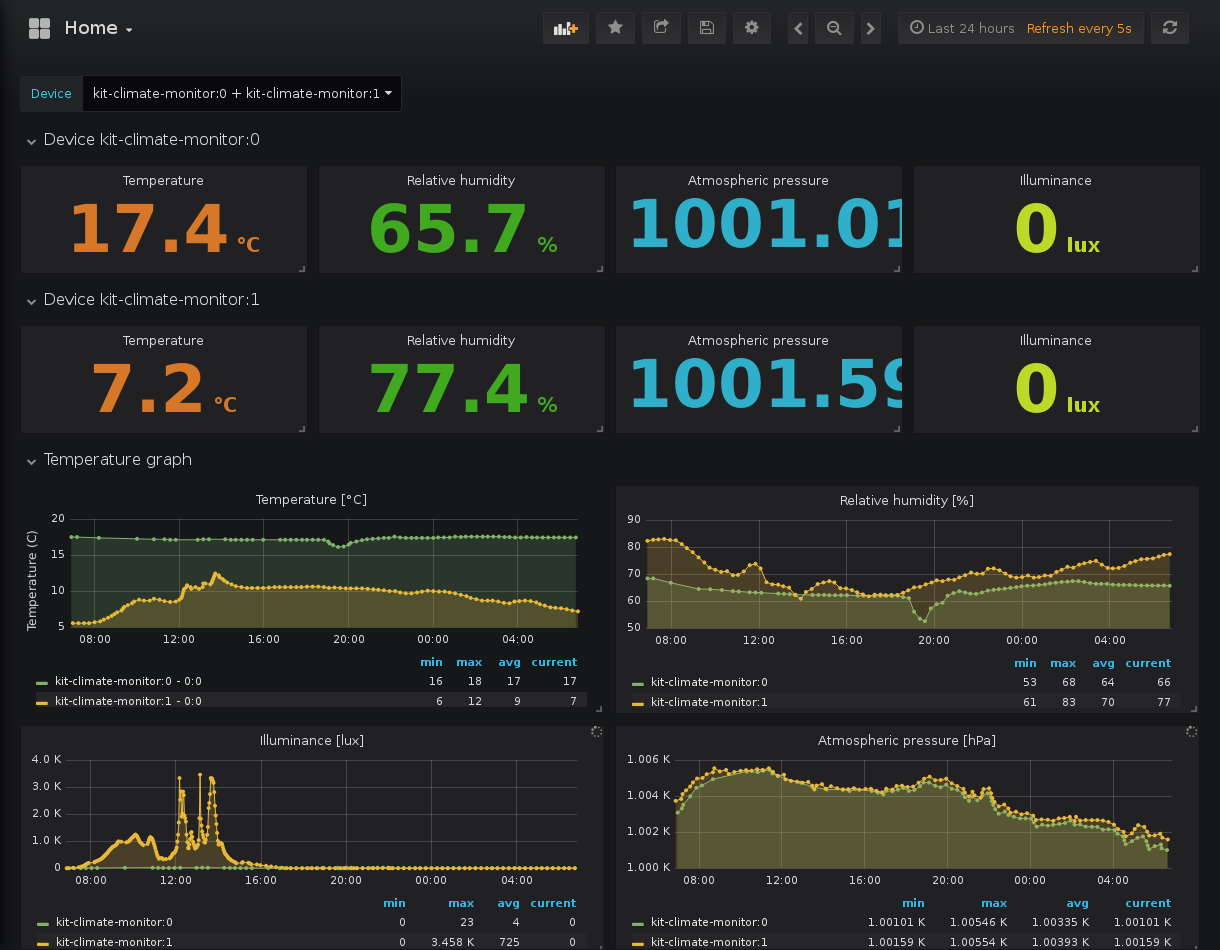 Home
Last 24 hours Refresh every 5s
Device kit-climate-monitor:0 + kit-climate-monitor:1
Device kit-climate-monitor:0
Temperature Relative humidity Atmospheric pressure Illuminance
17.4 °C 65.7 % 1001.01 0 lux
Device kit-climate-monitor:1
Temperature Relative humidity Atmospheric pressure Illuminance
7.2 °C 77.4 % 1001.59 0 lux
Temperature graph
Temperature [°C]
Temperature (C)
20
15
10
5
08:00 12:00 16:00 20:00 00:00 04:00
min max avg current
kit-climate-monitor:0 - 0:0 16 18 17 17
kit-climate-monitor:1 - 0:0 6 12 9 7
Relative humidity [%]
90
80
70
60
50
08:00 12:00 16:00 20:00 00:00 04:00
min max avg current
kit-climate-monitor:0 53 68 64 66
kit-climate-monitor:1 61 83 70 77
Illuminance [lux]
4.0 K
3.0 K
2.0 K
1.0 K
0
08:00 12:00 16:00 20:00 00:00 04:00
min max avg current
kit-climate-monitor:0 0 23 4 0
kit-climate-monitor:1 0 3.458 K 725 0
Atmospheric pressure [hPa]
1.006 K
1.004 K
1.002 K
1.000 K
08:00 12:00 16:00 20:00 00:00 04:00
min max avg current
kit-climate-monitor:0 1.00101 K 1.00546 K 1.00335 K 1.00101 K
kit-climate-monitor:1 1.00159 K 1.00554 K 1.00393 K 1.00159 K